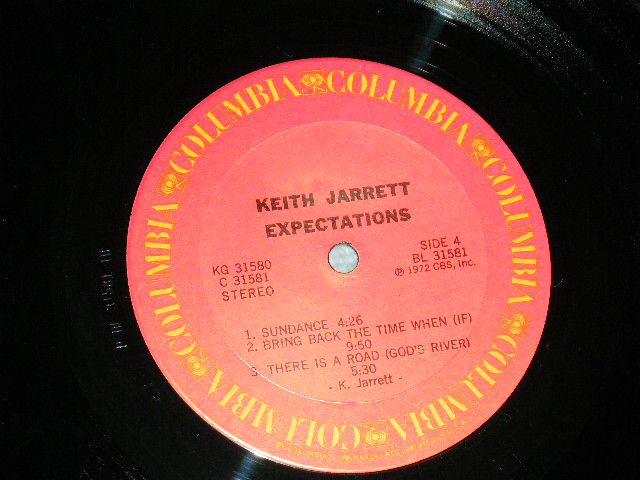 COLUMBIA COLUMBIA COLUMBIA COLUMBIA COLUMBIA COLUMBIA
KEITH JARRETT
EXPECTATIONS
KG 31580
C 31581
STEREO
SIDE 4
BL 31581
℗ 1972 CBS, Inc.
1. SUNDANCE 4:26
2. BRING BACK THE TIME WHEN (IF)
9:50
3. THERE IS A ROAD (GOD'S RIVER)
5:30
- K. Jarrett -